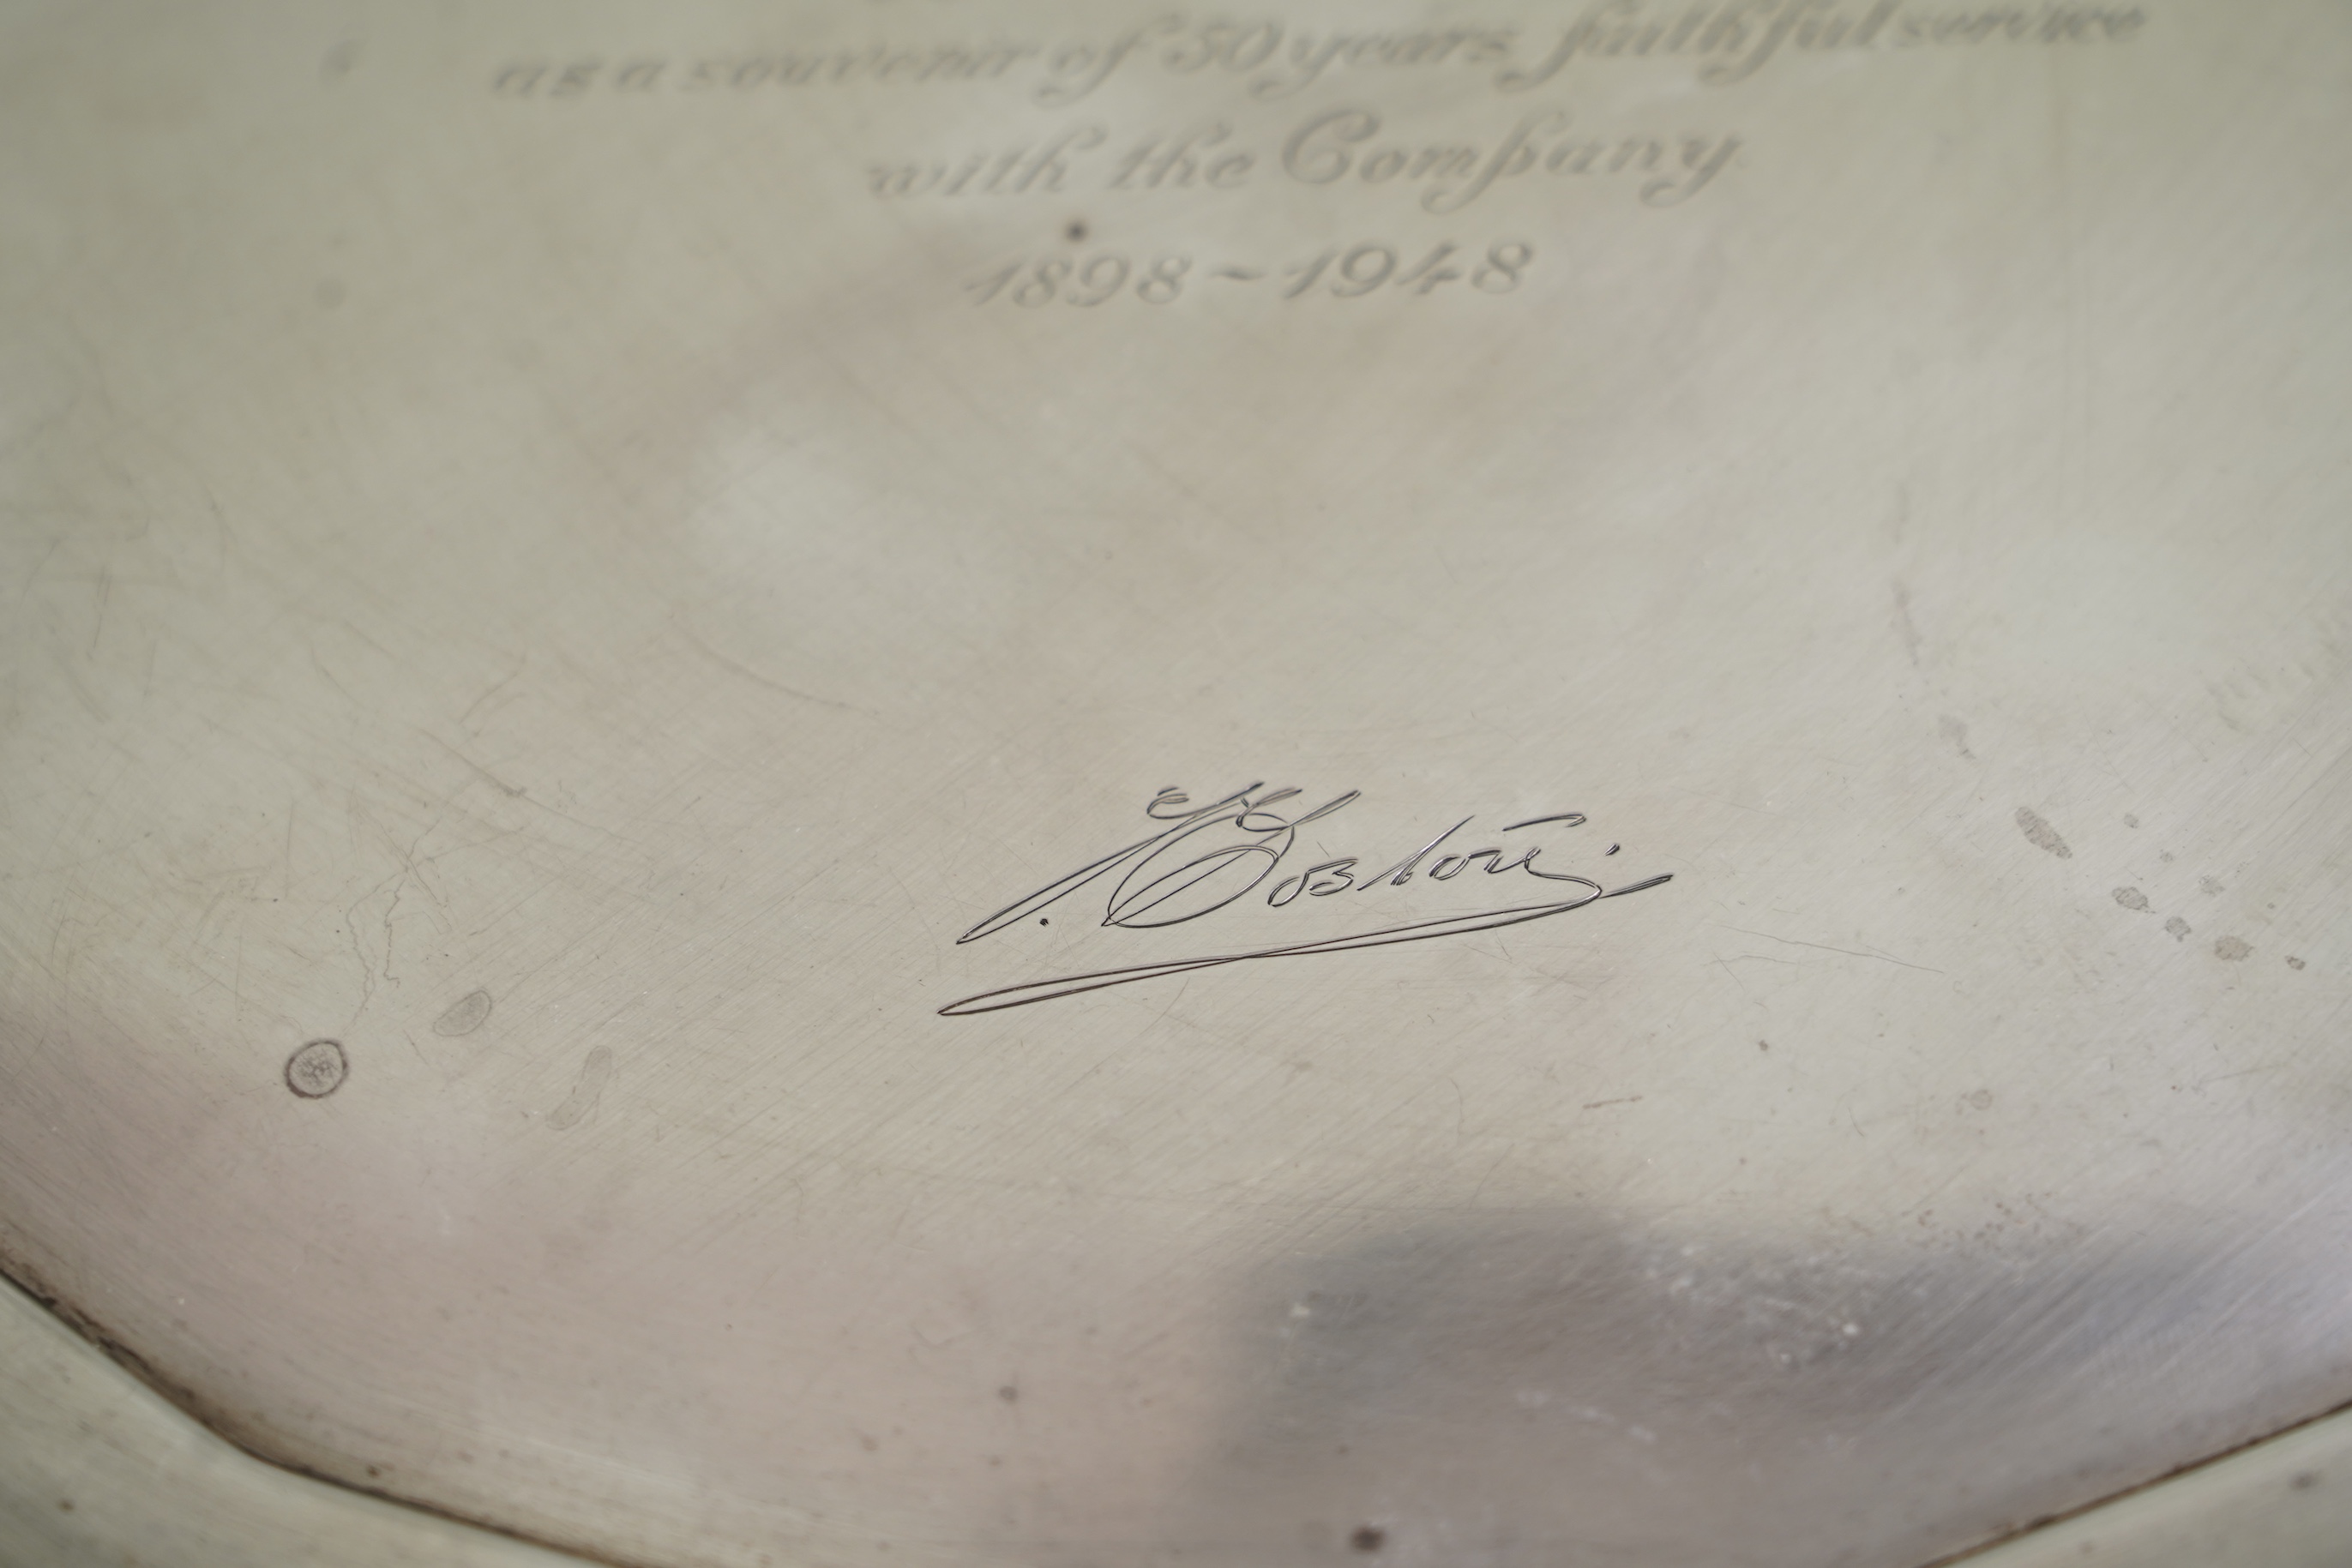 as a souvenir of 50 years faithful service
with the Company
1898 ~ 1948